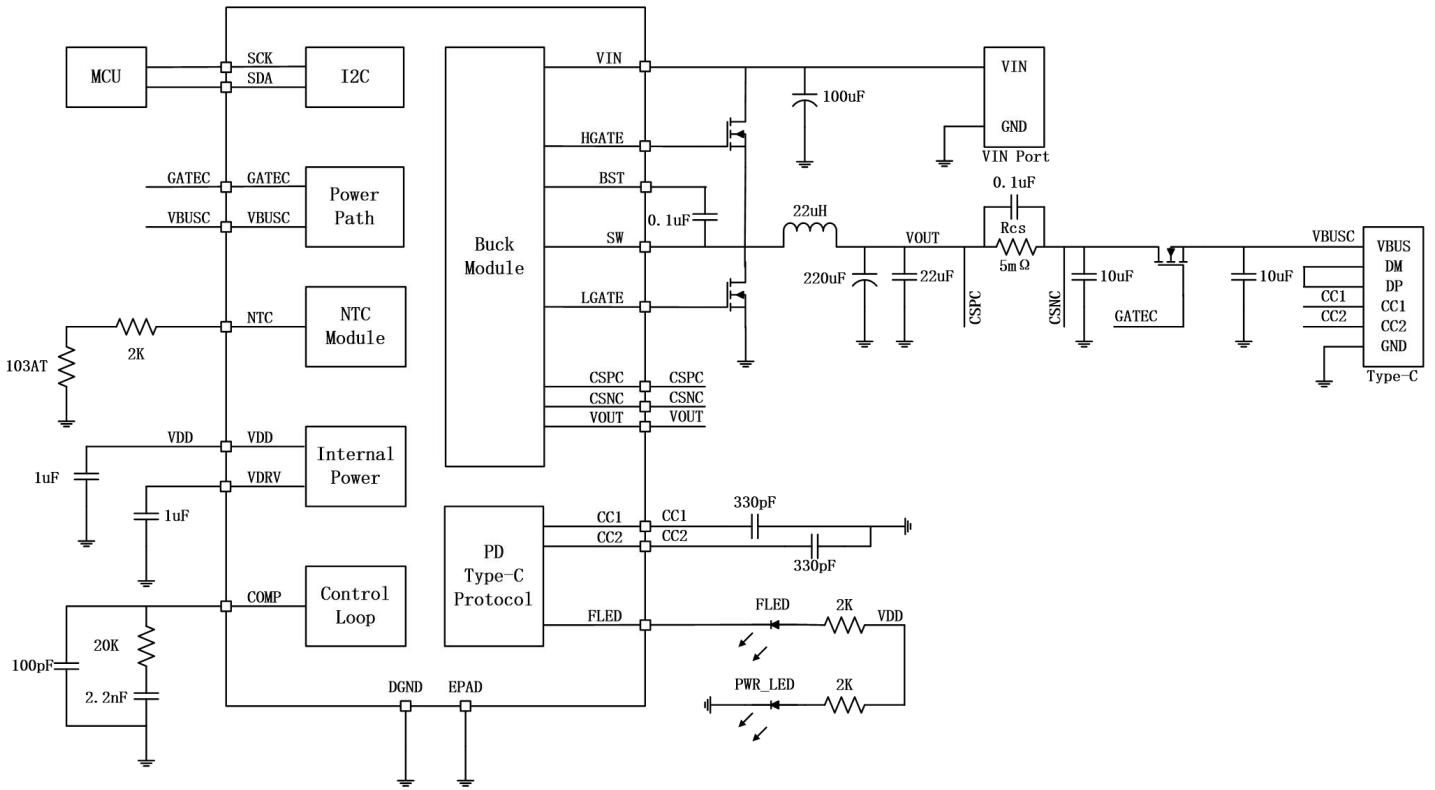 MCU
SCK
SDA
I2C
GATEC
GATEC
VBUSC
VBUSC
Power
Path
NTC
NTC
Module
2K
103AT
VDD
VDD
VDRV
Internal
Power
1uF
1uF
COMP
Control
Loop
20K
100pF
2.2nF
DGND
EPAD
Buck
Module
VIN
HGATE
BST
SW
LGATE
CSPC
CSPC
CSNC
CSNC
VOUT
VOUT
PD
Type-C
Protocol
CC1
CC1
CC2
CC2
FLED
330pF
330pF
FLED
2K
VDD
PWR_LED
2K
100uF
VIN
GND
VIN Port
0.1uF
22uH
VOUT
220uF
22uF
0.1uF
Rcs
5mΩ
CSPC
CSNC
10uF
GATEC
10uF
VBUSC
VBUS
DM
DP
CC1
CC1
CC2
CC2
GND
Type-C